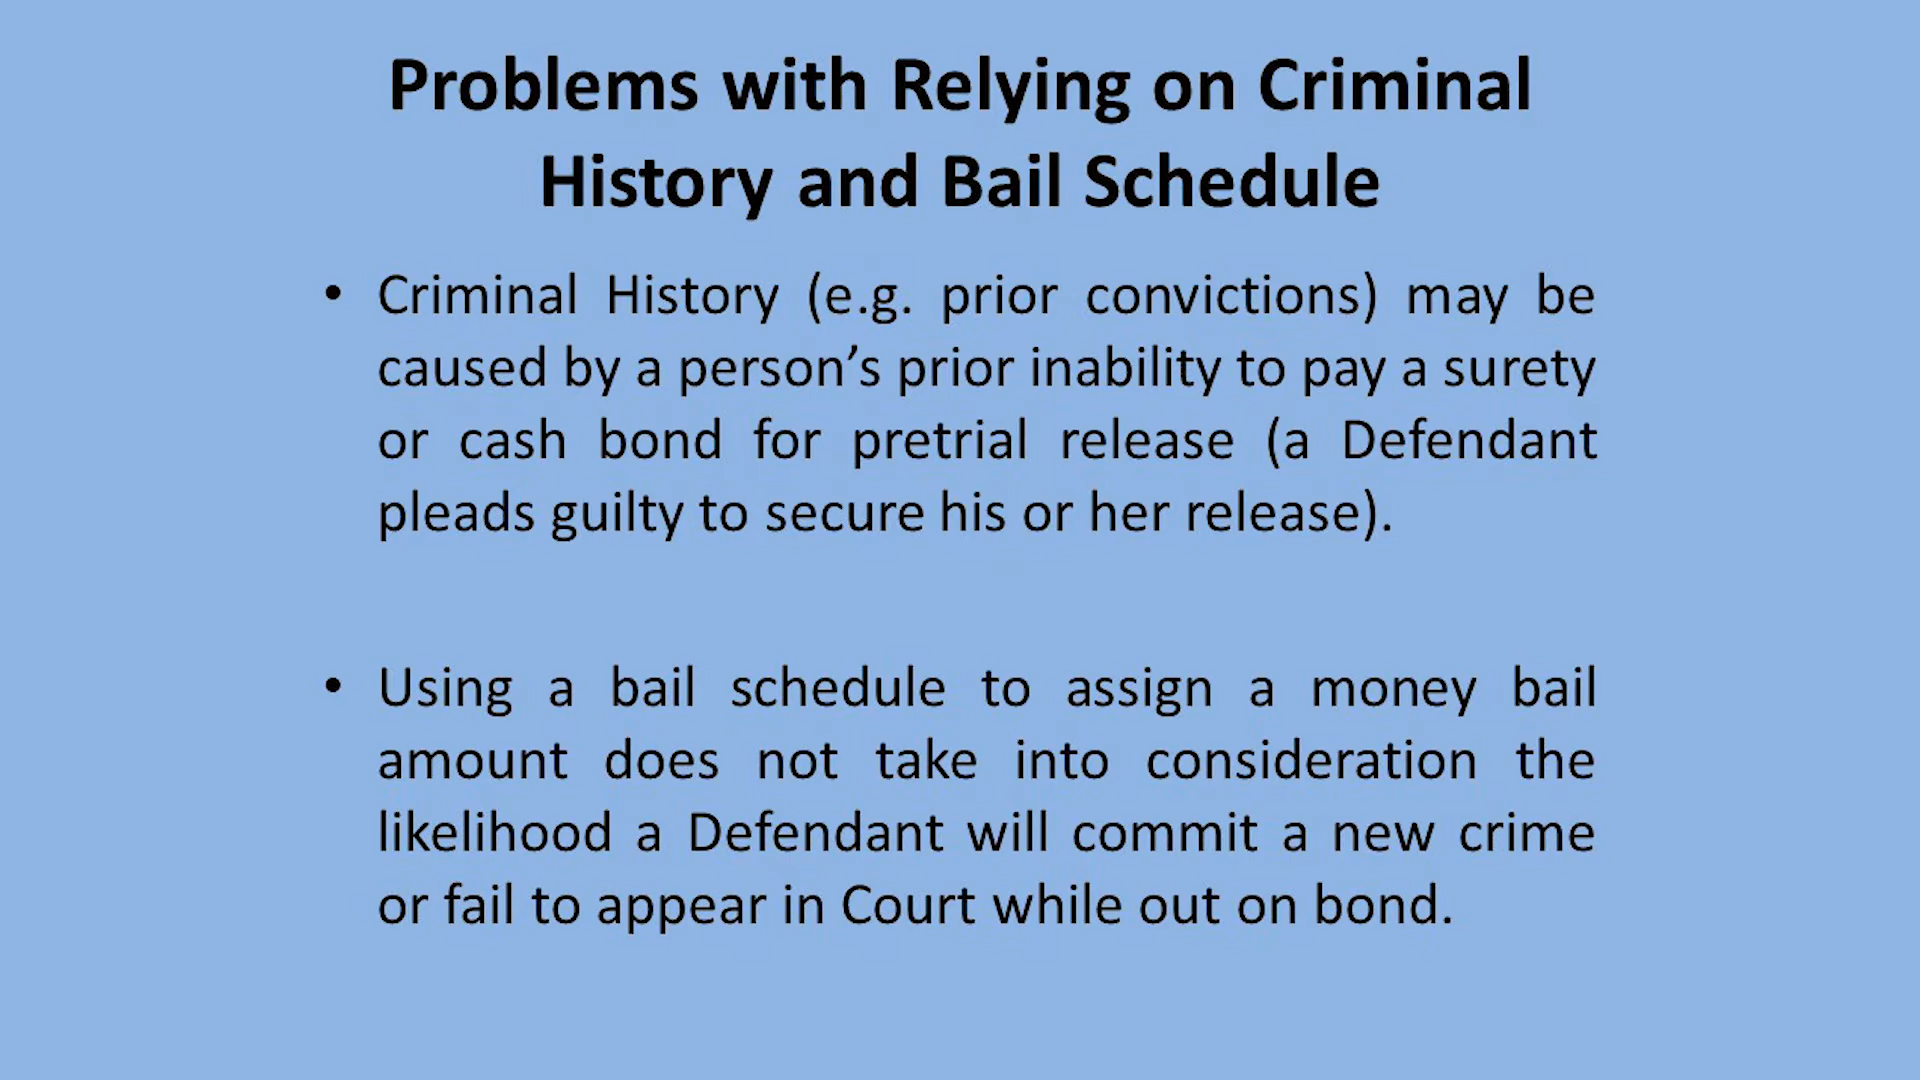 Problems with Relying on Criminal
History and Bail Schedule
• Criminal History (e.g. prior convictions) may be
caused by a person’s prior inability to pay a surety
or cash bond for pretrial release (a Defendant
pleads guilty to secure his or her release).
• Using a bail schedule to assign a money bail
amount does not take into consideration the
likelihood a Defendant will commit a new crime
or fail to appear in Court while out on bond.